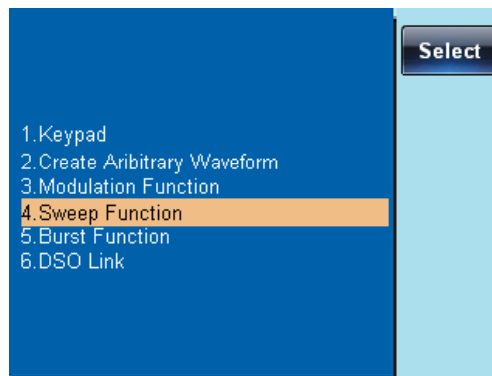 Select
1.Keypad
2.Create Aribitrary Waveform
3.Modulation Function
4.Sweep Function
5.Burst Function
6.DSO Link